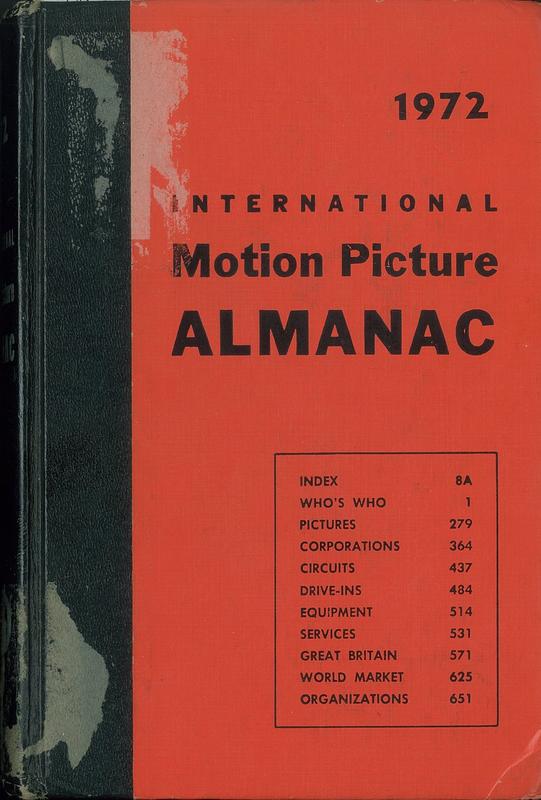 1972
INTERNATIONAL
Motion Picture
ALMANAC
INDEX 8A
WHO'S WHO 1
PICTURES 279
CORPORATIONS 364
CIRCUITS 437
DRIVE-INS 484
EQUIPMENT 514
SERVICES 531
GREAT BRITAIN 571
WORLD MARKET 625
ORGANIZATIONS 651